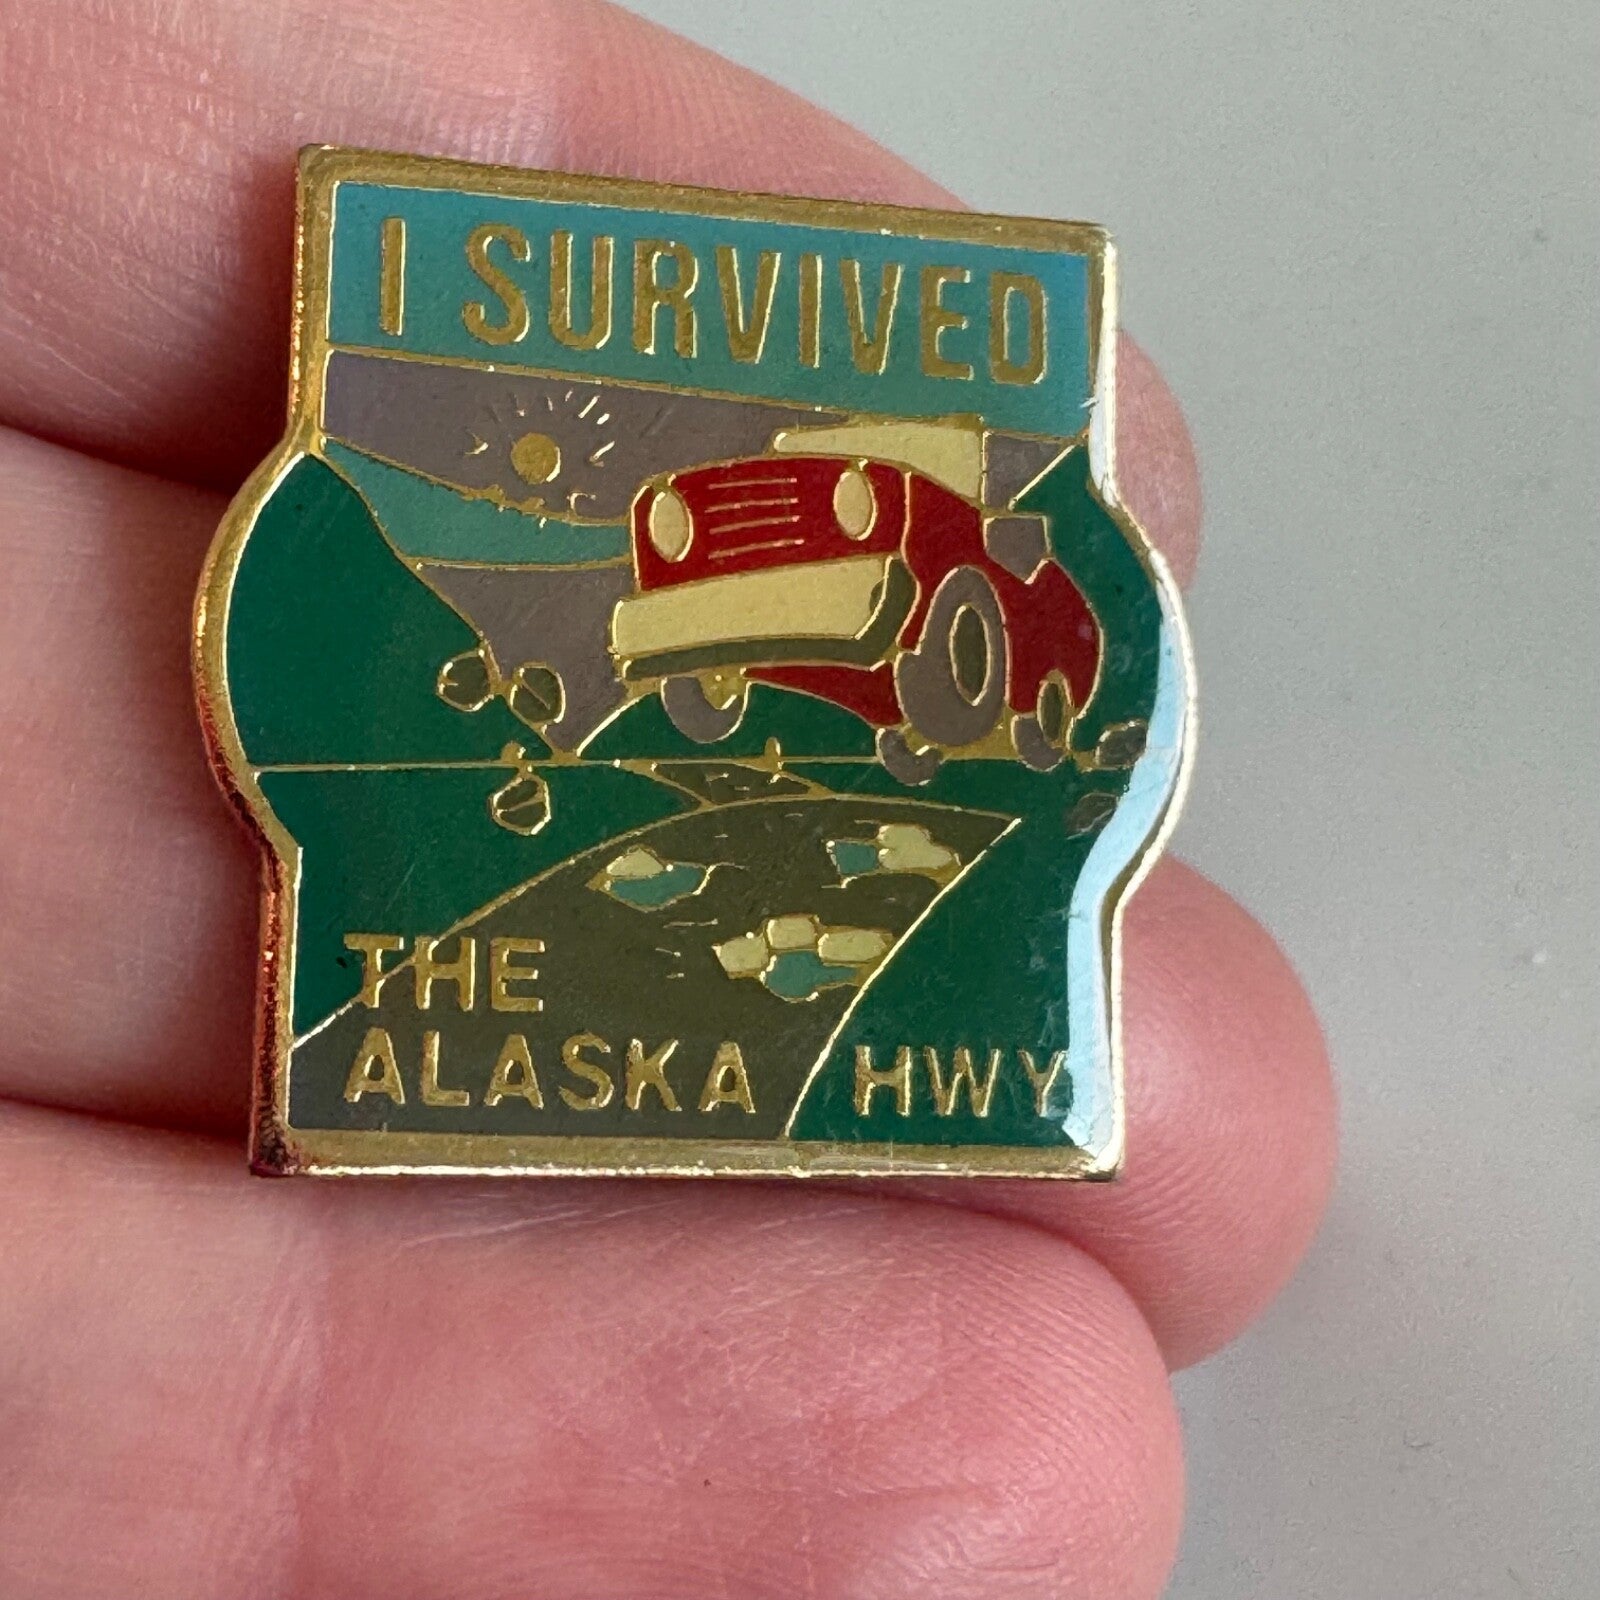 I SURVIVED
THE
ALASKA HWY